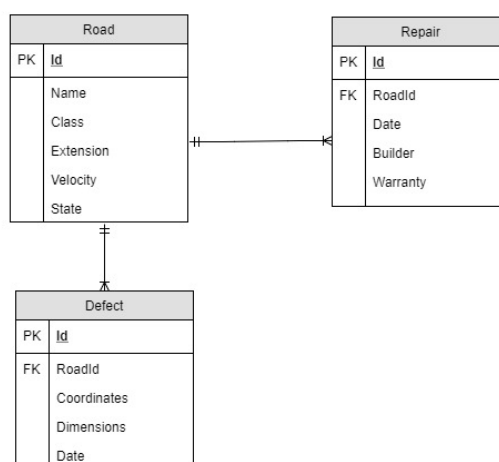 Road
PK Id
Name
Class
Extension
Velocity
State
Repair
PK Id
FK RoadId
Date
Builder
Warranty
Defect
PK Id
FK RoadId
Coordinates
Dimensions
Date